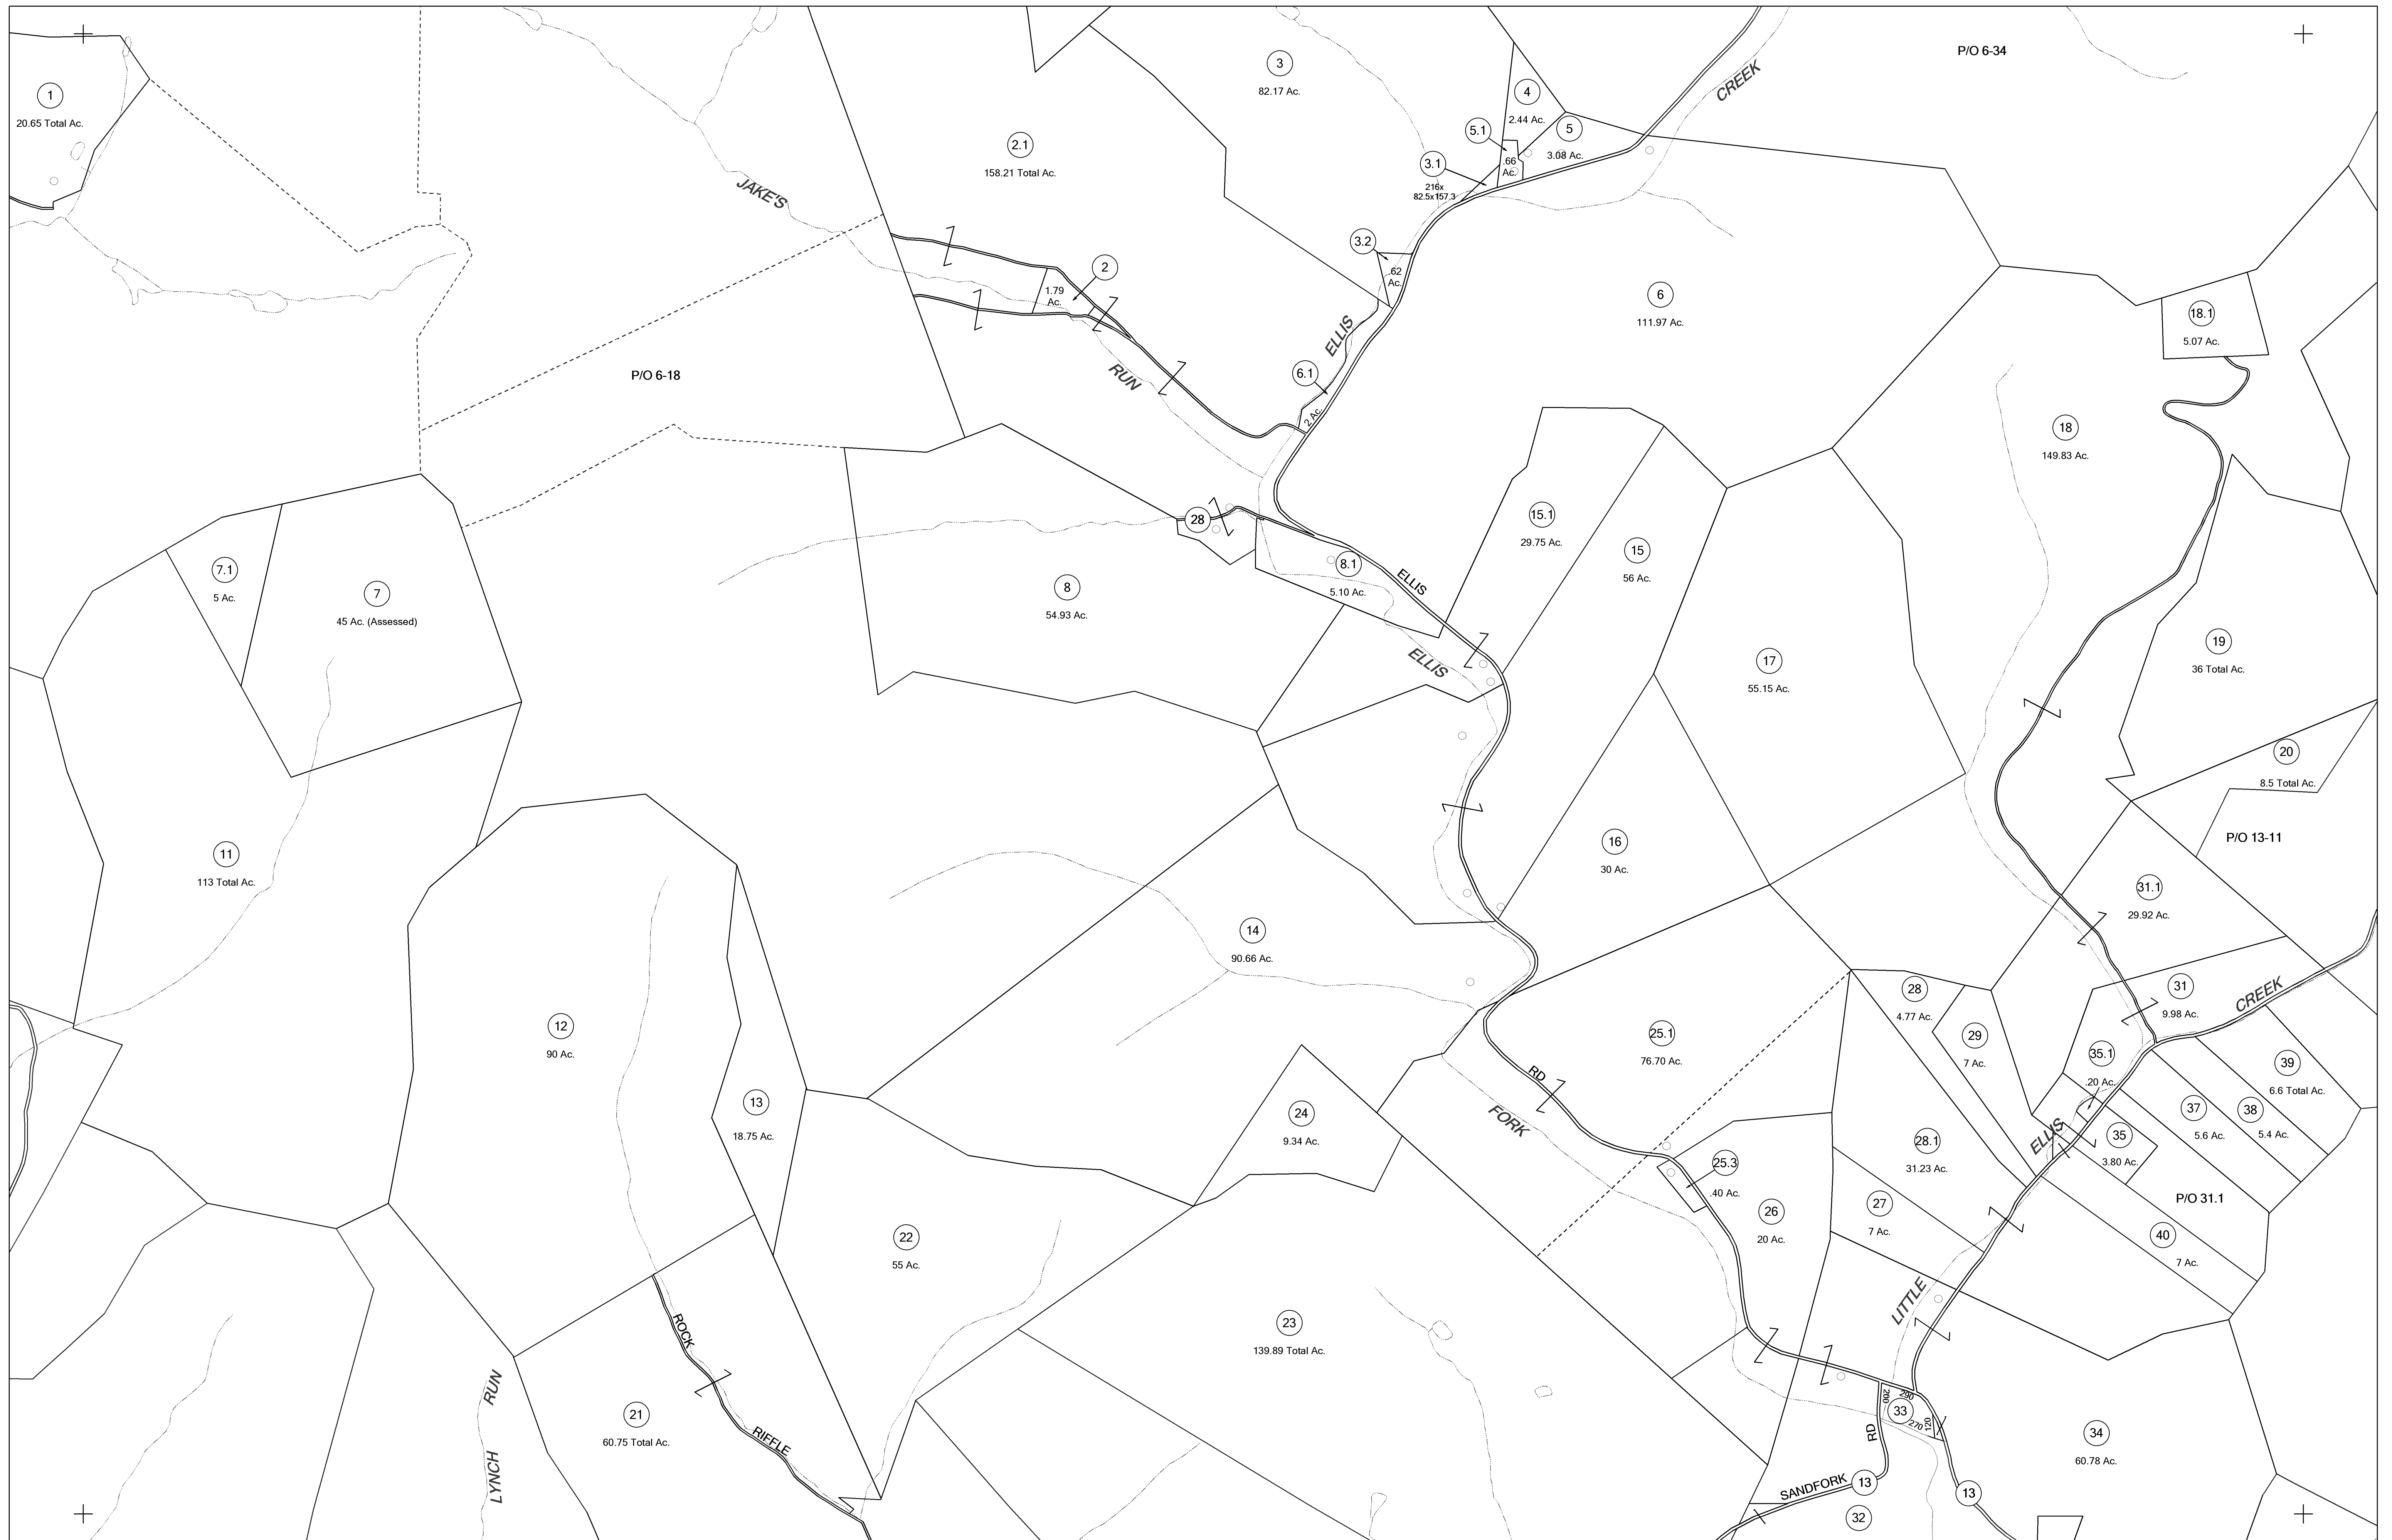 P/O 6-34
3
82.17 Ac.
CREEK
1
20.65 Total Ac.
4
2.44 Ac.
5.1
5
3.08 Ac.
2.1
158.21 Total Ac.
3.1
.66
Ac.
216x
82.5x157.3
JAKE'S
3.2
.62
Ac.
2
1.79
Ac.
6
111.97 Ac.
18.1
5.07 Ac.
ELLIS
P/O 6-18
RUN
6.1
2 Ac.
18
149.83 Ac.
28
15.1
29.75 Ac.
15
56 Ac.
7.1
5 Ac.
7
45 Ac. (Assessed)
8
54.93 Ac.
8.1
5.10 Ac.
ELLIS
ELLIS
17
55.15 Ac.
19
36 Total Ac.
20
8.5 Total Ac.
P/O 13-11
11
113 Total Ac.
16
30 Ac.
31.1
29.92 Ac.
14
90.66 Ac.
12
90 Ac.
25.1
76.70 Ac.
28
4.77 Ac.
29
7 Ac.
31
9.98 Ac.
CREEK
35.1
.20 Ac.
39
6.6 Total Ac.
RD
13
18.75 Ac.
24
9.34 Ac.
FORK
37
5.6 Ac.
38
5.4 Ac.
ELLIS
35
3.80 Ac.
28.1
31.23 Ac.
25.3
.40 Ac.
26
20 Ac.
27
7 Ac.
P/O 31.1
40
7 Ac.
22
55 Ac.
LITTLE
23
139.89 Total Ac.
ROCK
RUN
LYNCH
21
60.75 Total Ac.
RIFFLE
200
290
33
270
120
RD
34
60.78 Ac.
SANDFORK
13
13
32